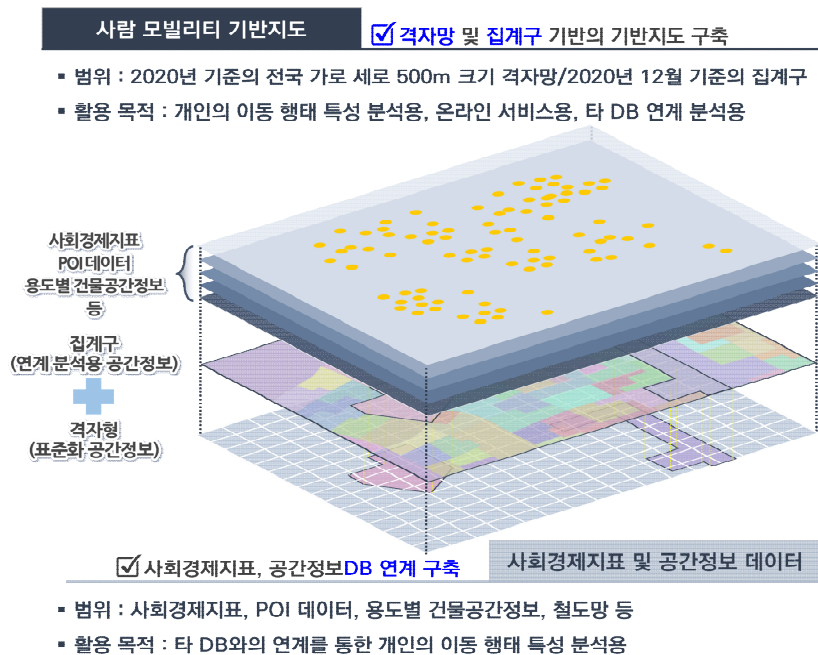 사람 모빌리티 기반지도
격자망 및 집계구 기반의 기반지도 구축
▪ 범위 : 2020년 기준의 전국 가로 세로 500m 크기 격자망/2020년 12월 기준의 집계구
▪ 활용 목적 : 개인의 이동 행태 특성 분석용, 온라인 서비스용, 타 DB 연계 분석용
사회경제지표
POI 데이터
용도별 건물공간정보
등
집계구
(연계 분석용 공간정보)
격자형
(표준화 공간정보)
사회경제지표, 공간정보DB 연계 구축
사회경제지표 및 공간정보 데이터
▪ 범위 : 사회경제지표, POI 데이터, 용도별 건물공간정보, 철도망 등
▪ 활용 목적 : 타 DB와의 연계를 통한 개인의 이동 행태 특성 분석용